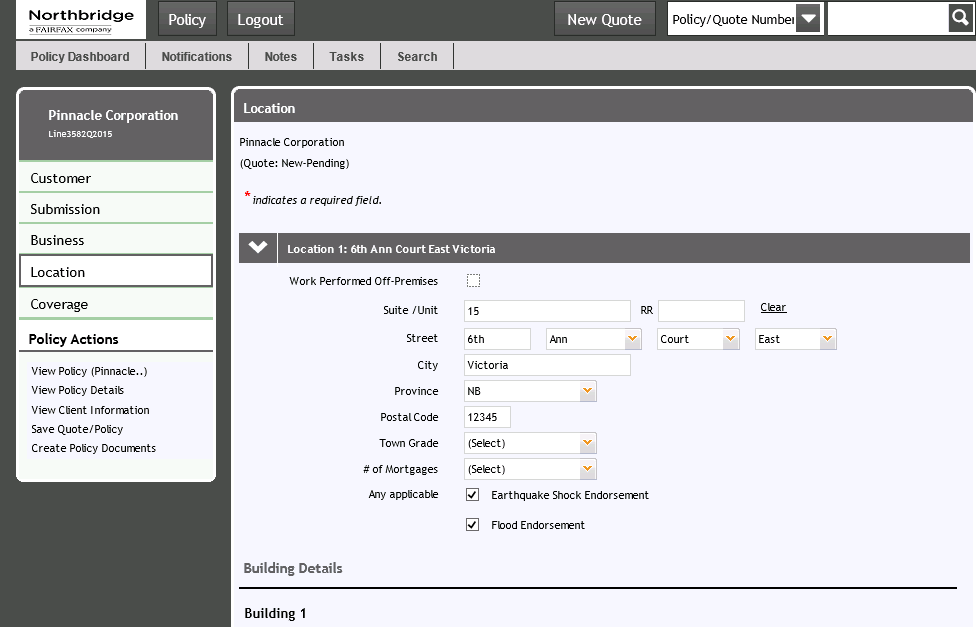 Northbridge
a FAIRFAX company
Policy
Logout
New Quote
Policy/Quote Number
Policy Dashboard
Notifications
Notes
Tasks
Search
Pinnacle Corporation
Line3582Q2015
Customer
Submission
Business
Location
Coverage
Policy Actions
View Policy (Pinnacle..)
View Policy Details
View Client Information
Save Quote/Policy
Create Policy Documents
Location
Pinnacle Corporation
(Quote: New-Pending)
* indicates a required field.
Location 1: 6th Ann Court East Victoria
Work Performed Off-Premises
Suite /Unit 15 RR Clear
Street 6th Ann Court East
City Victoria
Province NB
Postal Code 12345
Town Grade (Select)
# of Mortgages (Select)
Any applicable Earthquake Shock Endorsement
Flood Endorsement
Building Details
Building 1